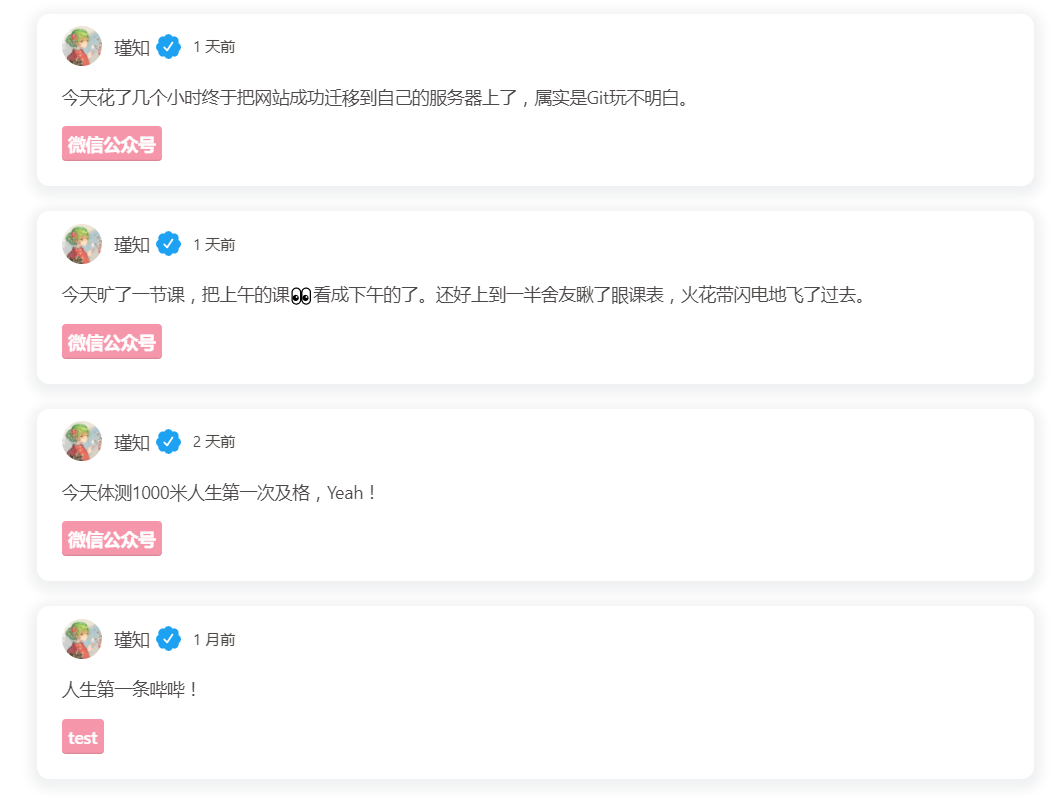 瑾知 1 天前
今天花了几个小时终于把网站成功迁移到自己的服务器上了，属实是Git玩不明白。
微信公众号
瑾知 1 天前
今天旷了一节课，把上午的课👀看成下午的了。还好上到一半舍友瞅了眼课表，火花带闪电地飞了过去。
微信公众号
瑾知 2 天前
今天体测1000米人生第一次及格，Yeah！
微信公众号
瑾知 1 月前
人生第一条哔哔！
test